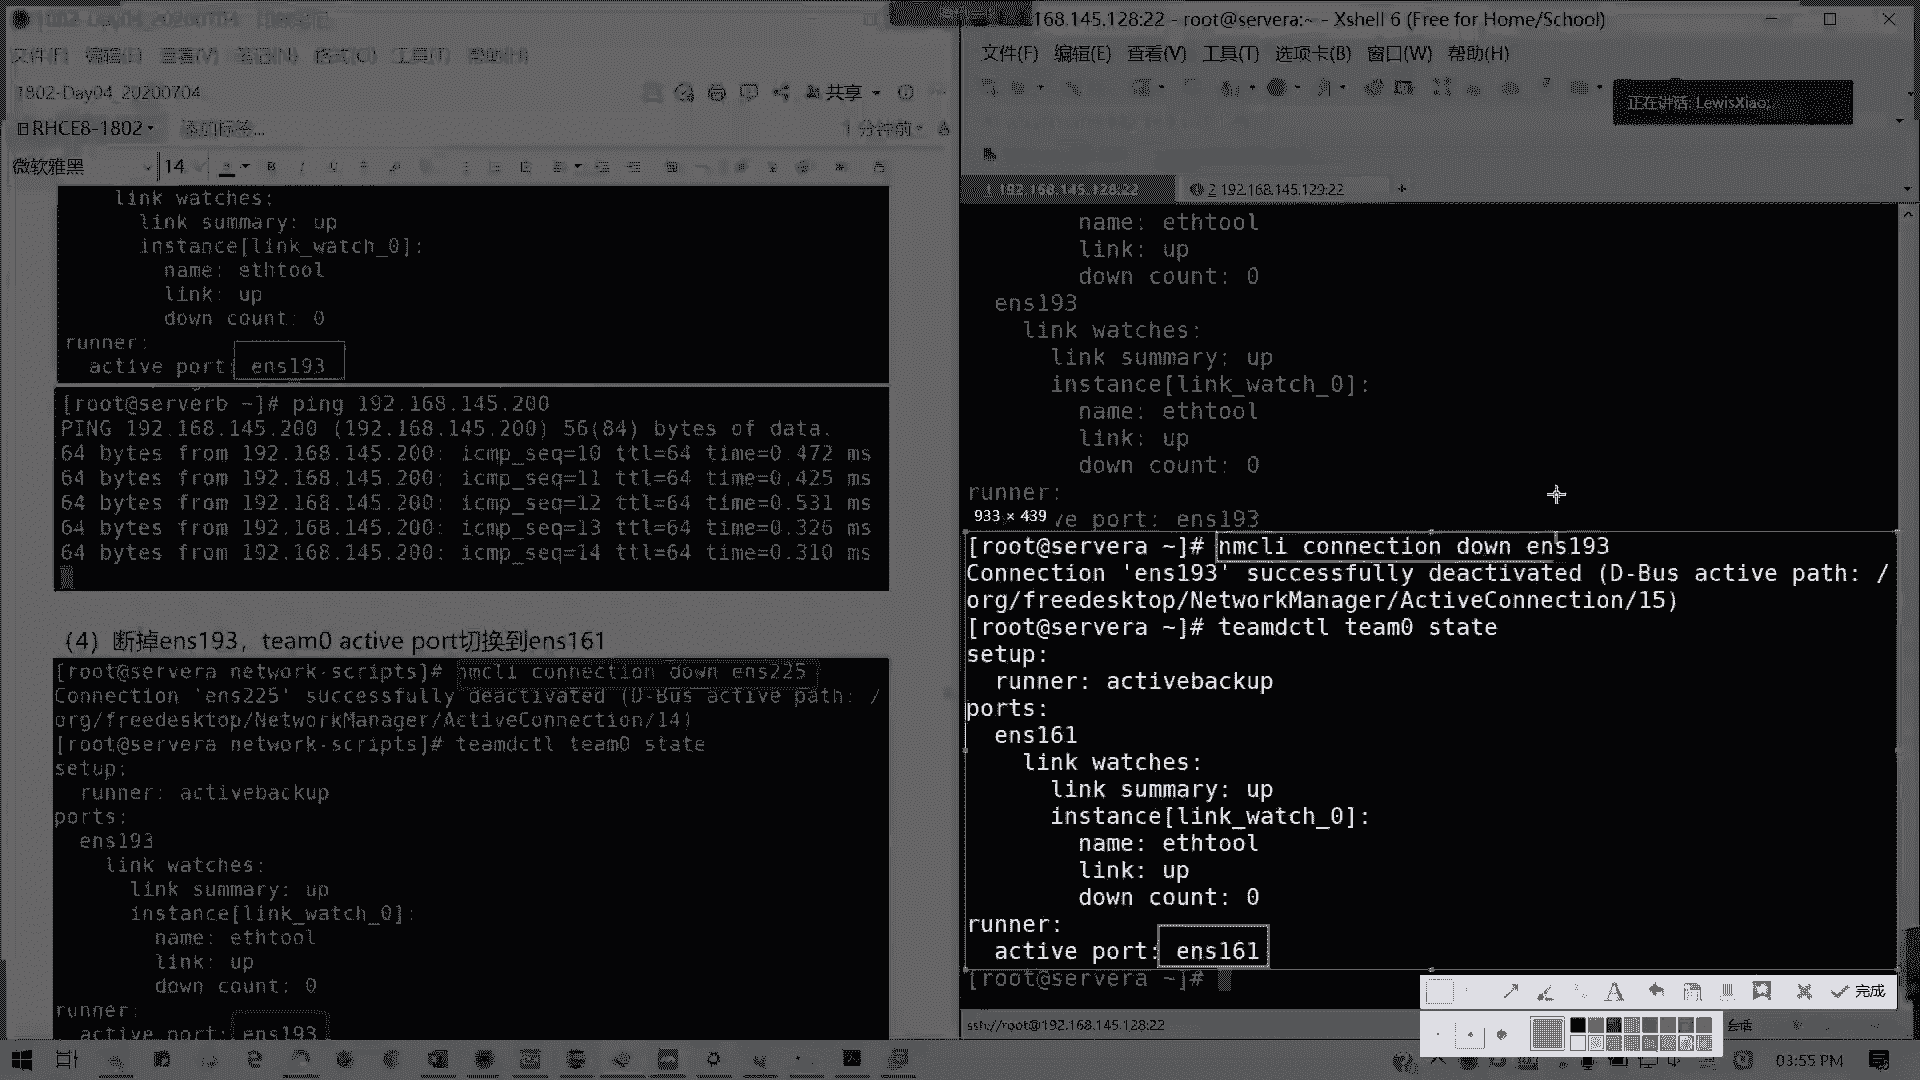 文件(F) 编辑(E) 查看(V) 笔记(N) 格式(O) 工具(T) 帮助(H)
1802-Day04_20200704
共享
RHCE8-1802
添加标签...
1 分钟前
微软雅黑
14
link watches:
link summary: up
instance[link_watch_0]:
name: ethtool
link: up
down count: 0
runner:
active port: ens193
[root@serverb ~]# ping 192.168.145.200
PING 192.168.145.200 (192.168.145.200) 56(84) bytes of data.
64 bytes from 192.168.145.200: icmp_seq=10 ttl=64 time=0.472 ms
64 bytes from 192.168.145.200: icmp_seq=11 ttl=64 time=0.425 ms
64 bytes from 192.168.145.200: icmp_seq=12 ttl=64 time=0.531 ms
64 bytes from 192.168.145.200: icmp_seq=13 ttl=64 time=0.326 ms
64 bytes from 192.168.145.200: icmp_seq=14 ttl=64 time=0.310 ms
（4）断掉ens193，team0 active port切换到ens161
[root@servera network-scripts]# nmcli connection down ens225
Connection 'ens225' successfully deactivated (D-Bus active path: /
org/freedesktop/NetworkManager/ActiveConnection/14)
[root@servera network-scripts]# teamdctl team0 state
setup:
runner: activebackup
ports:
ens193
link watches:
link summary: up
instance[link_watch_0]:
name: ethtool
link: up
down count: 0
runner:
active port: ens193
168.145.128:22 - root@servera:~ - Xshell 6 (Free for Home/School)
文件(F) 编辑(E) 查看(V) 工具(T) 选项卡(B) 窗口(W) 帮助(H)
正在讲话: LewisXiao;
1 192.168.145.128:22
2 192.168.145.129:22
name: ethtool
link: up
down count: 0
ens193
link watches:
link summary: up
instance[link_watch_0]:
name: ethtool
link: up
down count: 0
runner:
933 × 439
ve port: ens193
[root@servera ~]# nmcli connection down ens193
Connection 'ens193' successfully deactivated (D-Bus active path: /
org/freedesktop/NetworkManager/ActiveConnection/15)
[root@servera ~]# teamdctl team0 state
setup:
runner: activebackup
ports:
ens161
link watches:
link summary: up
instance[link_watch_0]:
name: ethtool
link: up
down count: 0
runner:
active port: ens161
[root@servera ~]#
完成
ssh://root@192.168.145.128:22
03:55 PM